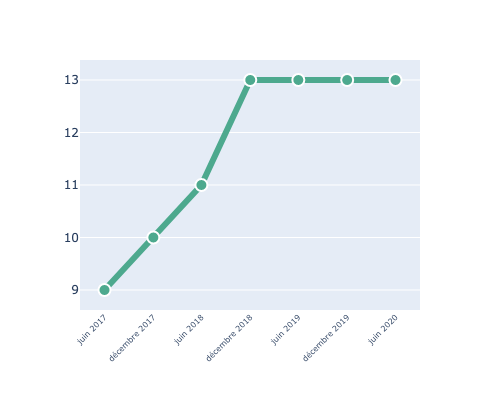 13
12
11
10
9
juin 2017
décembre 2017
juin 2018
décembre 2018
juin 2019
décembre 2019
juin 2020